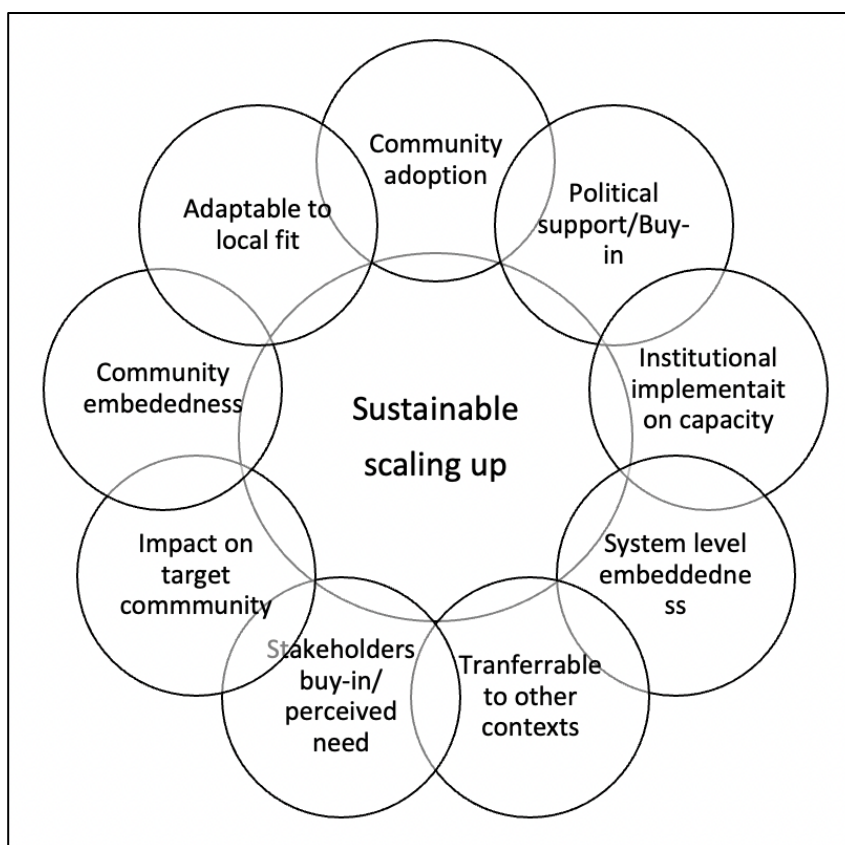 Community
adoption
Political
support/Buy-
in
Institutional
implementait
on capacity
System level
embeddedne
ss
Tranferrable
to other
contexts
Stakeholders
buy-in/
perceived
need
Impact on
target
commmunity
Community
embededness
Adaptable to
local fit
Sustainable
scaling up